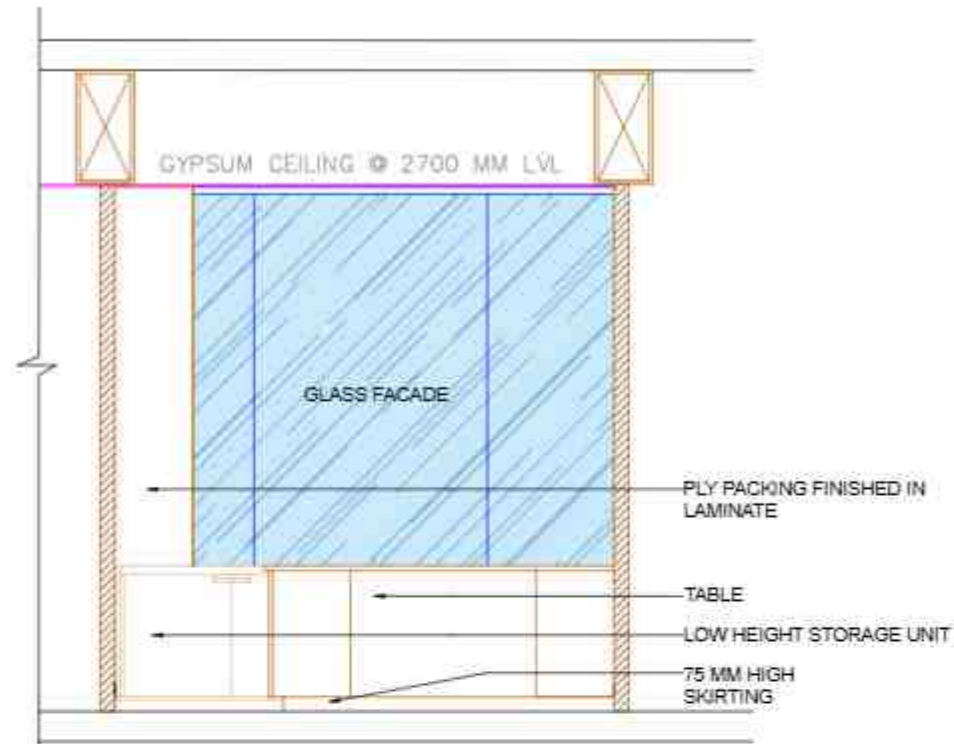 GYPSUM CEILING @ 2700 MM LVL
GLASS FACADE
PLY PACKING FINISHED IN
LAMINATE
TABLE
LOW HEIGHT STORAGE UNIT
75 MM HIGH
SKIRTING